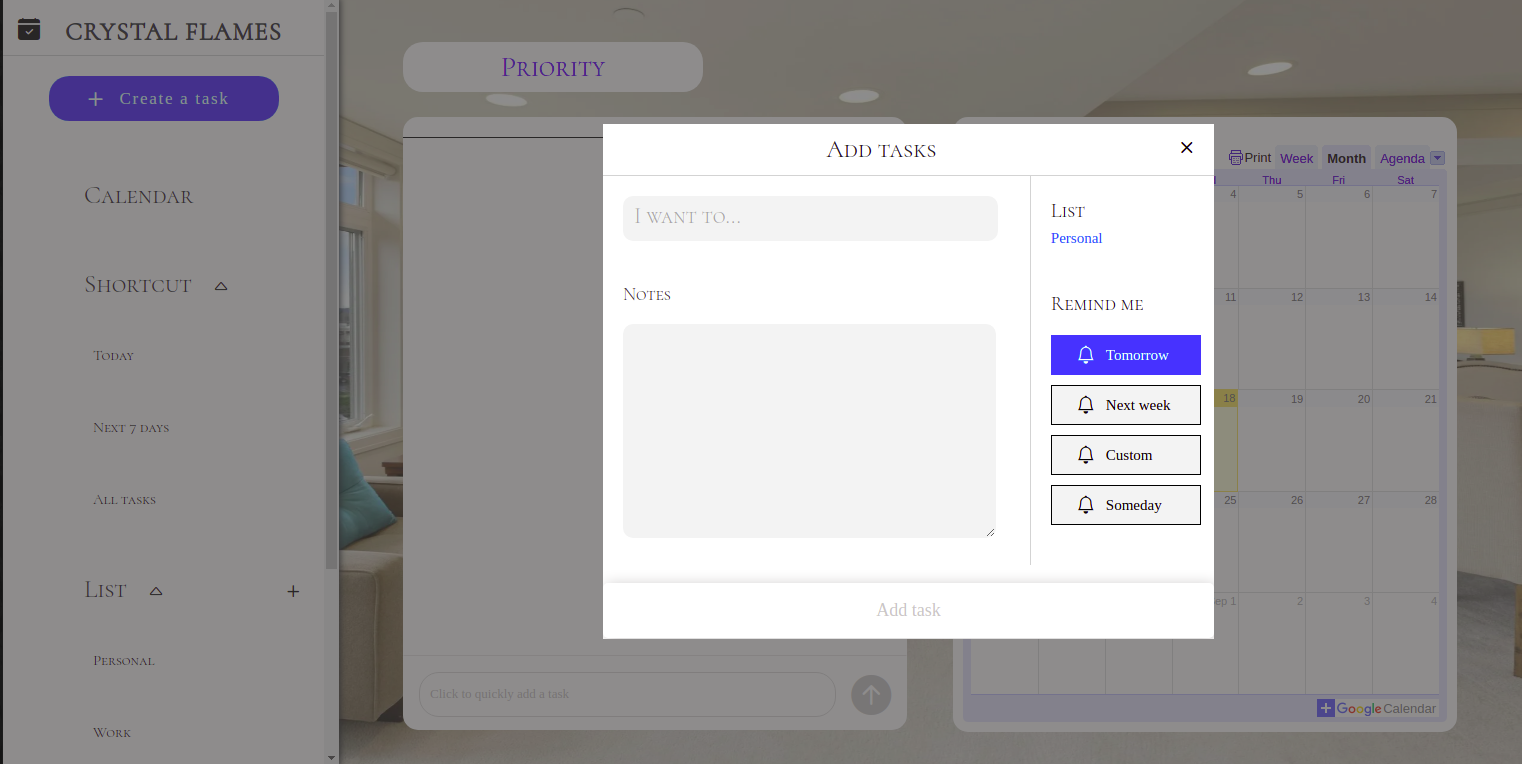 CRYSTAL FLAMES
Create a task
Calendar
Shortcut
Today
Next 7 days
All tasks
List
Personal
Work
Priority
Click to quickly add a task
Add tasks
I want to...
Notes
List
Personal
Remind me
Tomorrow
Next week
Custom
Someday
Add task
Print Week Month Agenda
Thu Fri Sat
4 5 6 7
11 12 13 14
18 19 20 21
25 26 27 28
1 2 3 4
Google Calendar